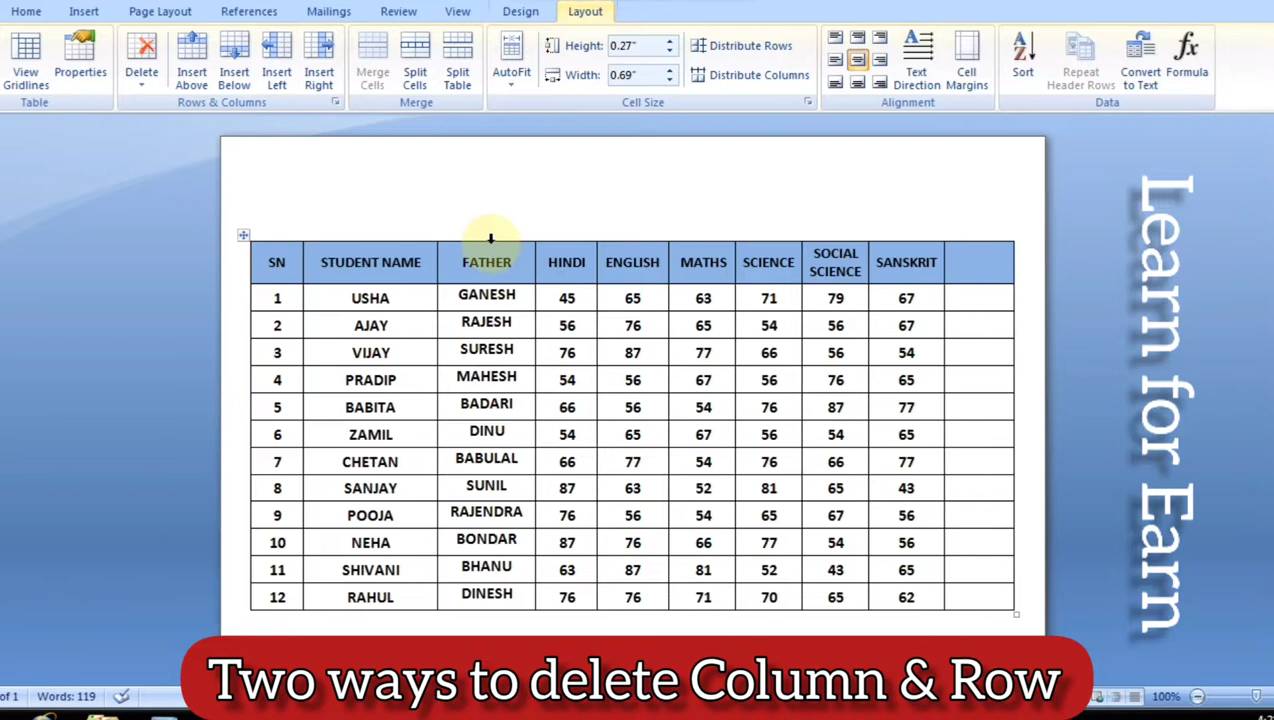 Home Insert Page Layout References Mailings Review View Design Layout
View Gridlines
Properties
Delete
Insert Above
Insert Below
Insert Left
Insert Right
Merge Cells
Split Cells
Split Table
AutoFit
Height: 0.27"
Width: 0.69"
Distribute Rows
Distribute Columns
Text Direction
Cell Margins
Sort
Repeat Header Rows
Convert to Text
Formula
Table Rows & Columns Merge Cell Size Alignment Data
SN STUDENT NAME FATHER HINDI ENGLISH MATHS SCIENCE SOCIAL SCIENCE SANSKRIT
1 USHA GANESH 45 65 63 71 79 67
2 AJAY RAJESH 56 76 65 54 56 67
3 VIJAY SURESH 76 87 77 66 56 54
4 PRADIP MAHESH 54 56 67 56 76 65
5 BABITA BADARI 66 56 54 76 87 77
6 ZAMIL DINU 54 65 67 56 54 65
7 CHETAN BABULAL 66 77 54 76 66 77
8 SANJAY SUNIL 87 63 52 81 65 43
9 POOJA RAJENDRA 76 56 54 65 67 56
10 NEHA BONDAR 87 76 66 77 54 56
11 SHIVANI BHANU 63 87 81 52 43 65
12 RAHUL DINESH 76 76 71 70 65 62
Learn for Earn
Two ways to delete Column & Row
of 1 Words: 119 100%